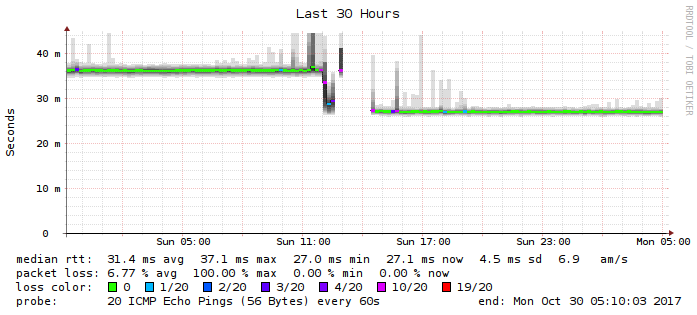 Last 30 Hours
RRDTOOL / TOBI OETIKER
Seconds
40 m
30 m
20 m
10 m
0
Sun 05:00 Sun 11:00 Sun 17:00 Sun 23:00 Mon 05:00
median rtt: 31.4 ms avg 37.1 ms max 27.0 ms min 27.1 ms now 4.5 ms sd 6.9 am/s
packet loss: 6.77 % avg 100.00 % max 0.00 % min 0.00 % now
loss color: 0 1/20 2/20 3/20 4/20 10/20 19/20
probe: 20 ICMP Echo Pings (56 Bytes) every 60s end: Mon Oct 30 05:10:03 2017